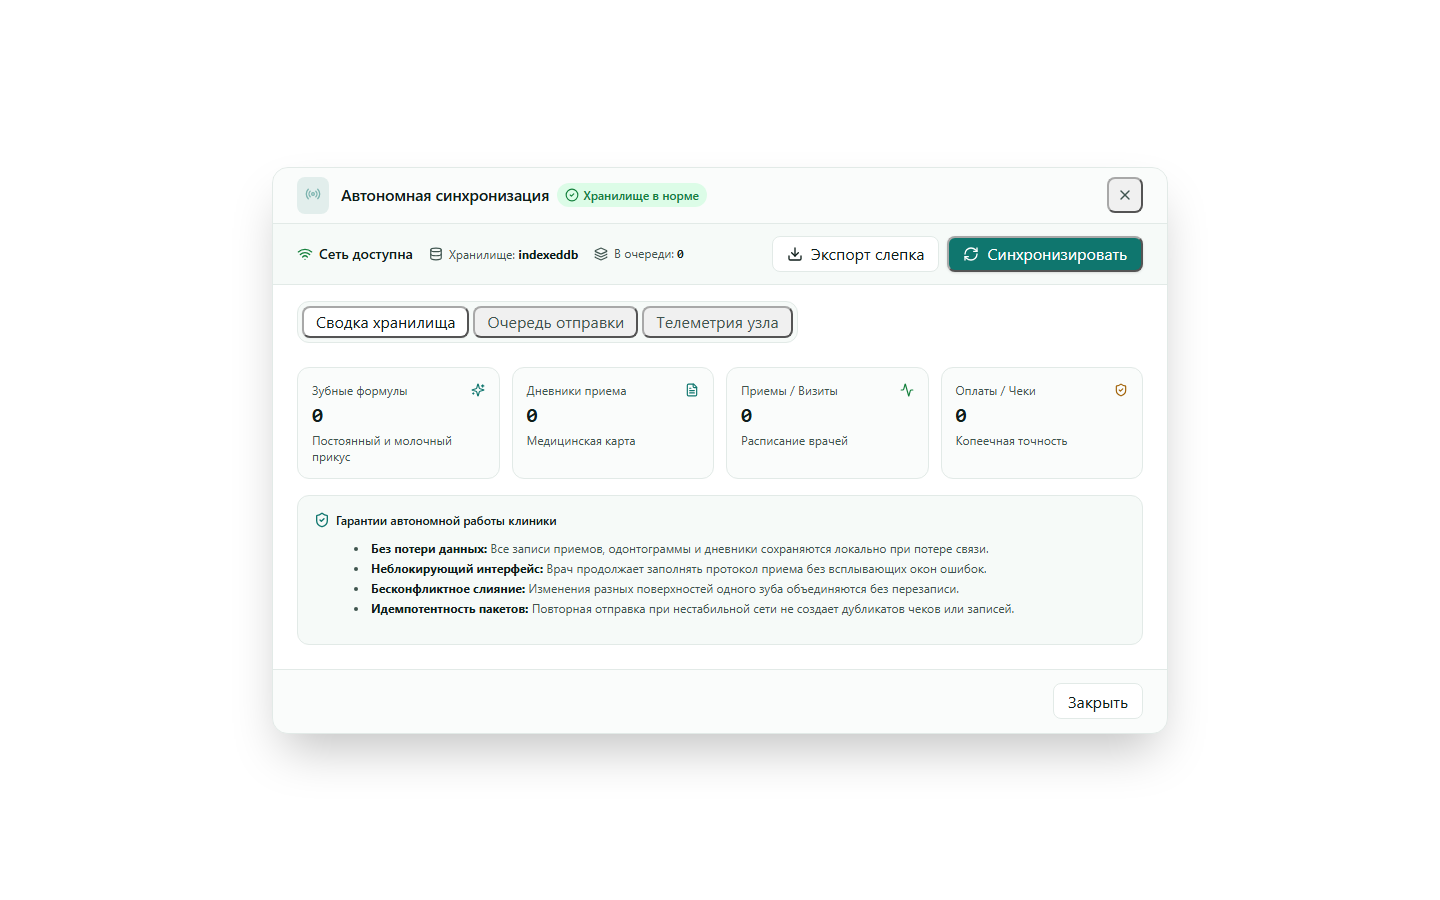 Автономная синхронизация
Хранилище в норме
Сеть доступна
Хранилище: indexeddb
В очереди: 0
Экспорт слепка
Синхронизировать
Сводка хранилища
Очередь отправки
Телеметрия узла
Зубные формулы
0
Постоянный и молочный
прикус
Дневники приема
0
Медицинская карта
Приемы / Визиты
0
Расписание врачей
Оплаты / Чеки
0
Копеечная точность
Гарантии автономной работы клиники
• Без потери данных: Все записи приемов, одонтограммы и дневники сохраняются локально при потере связи.
• Неблокирующий интерфейс: Врач продолжает заполнять протокол приема без всплывающих окон ошибок.
• Бесконфликтное слияние: Изменения разных поверхностей одного зуба объединяются без перезаписи.
• Идемпотентность пакетов: Повторная отправка при нестабильной сети не создает дубликатов чеков или записей.
Закрыть